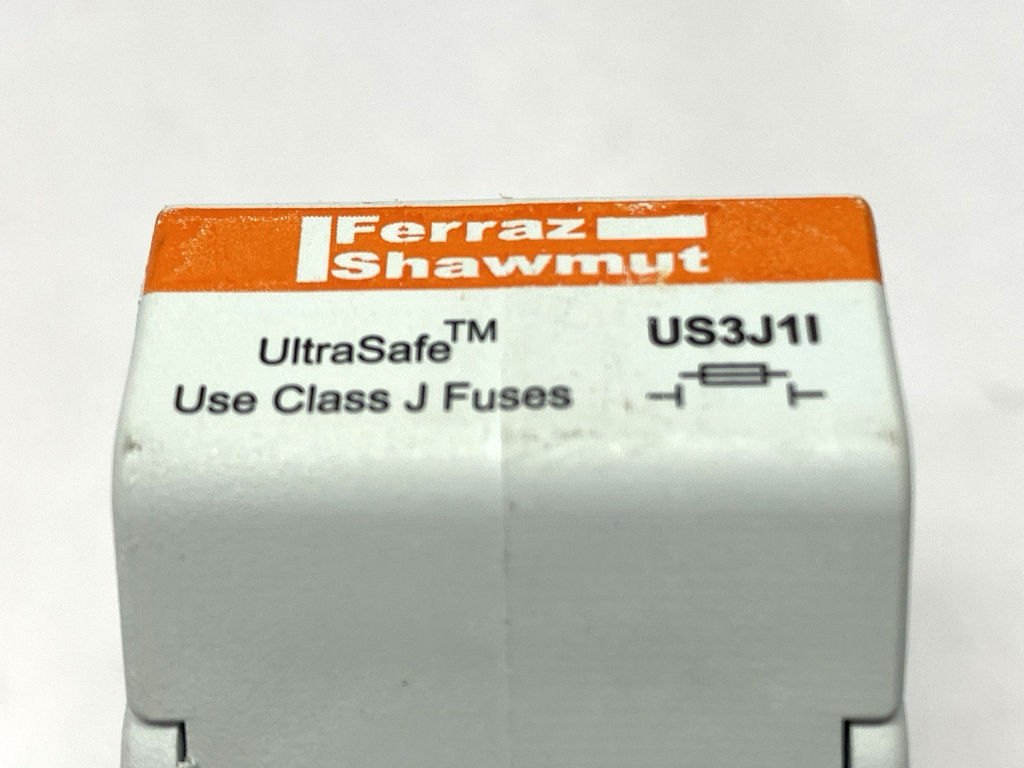 Ferraz
Shawmut
UltraSafe™
Use Class J Fuses
US3J1I